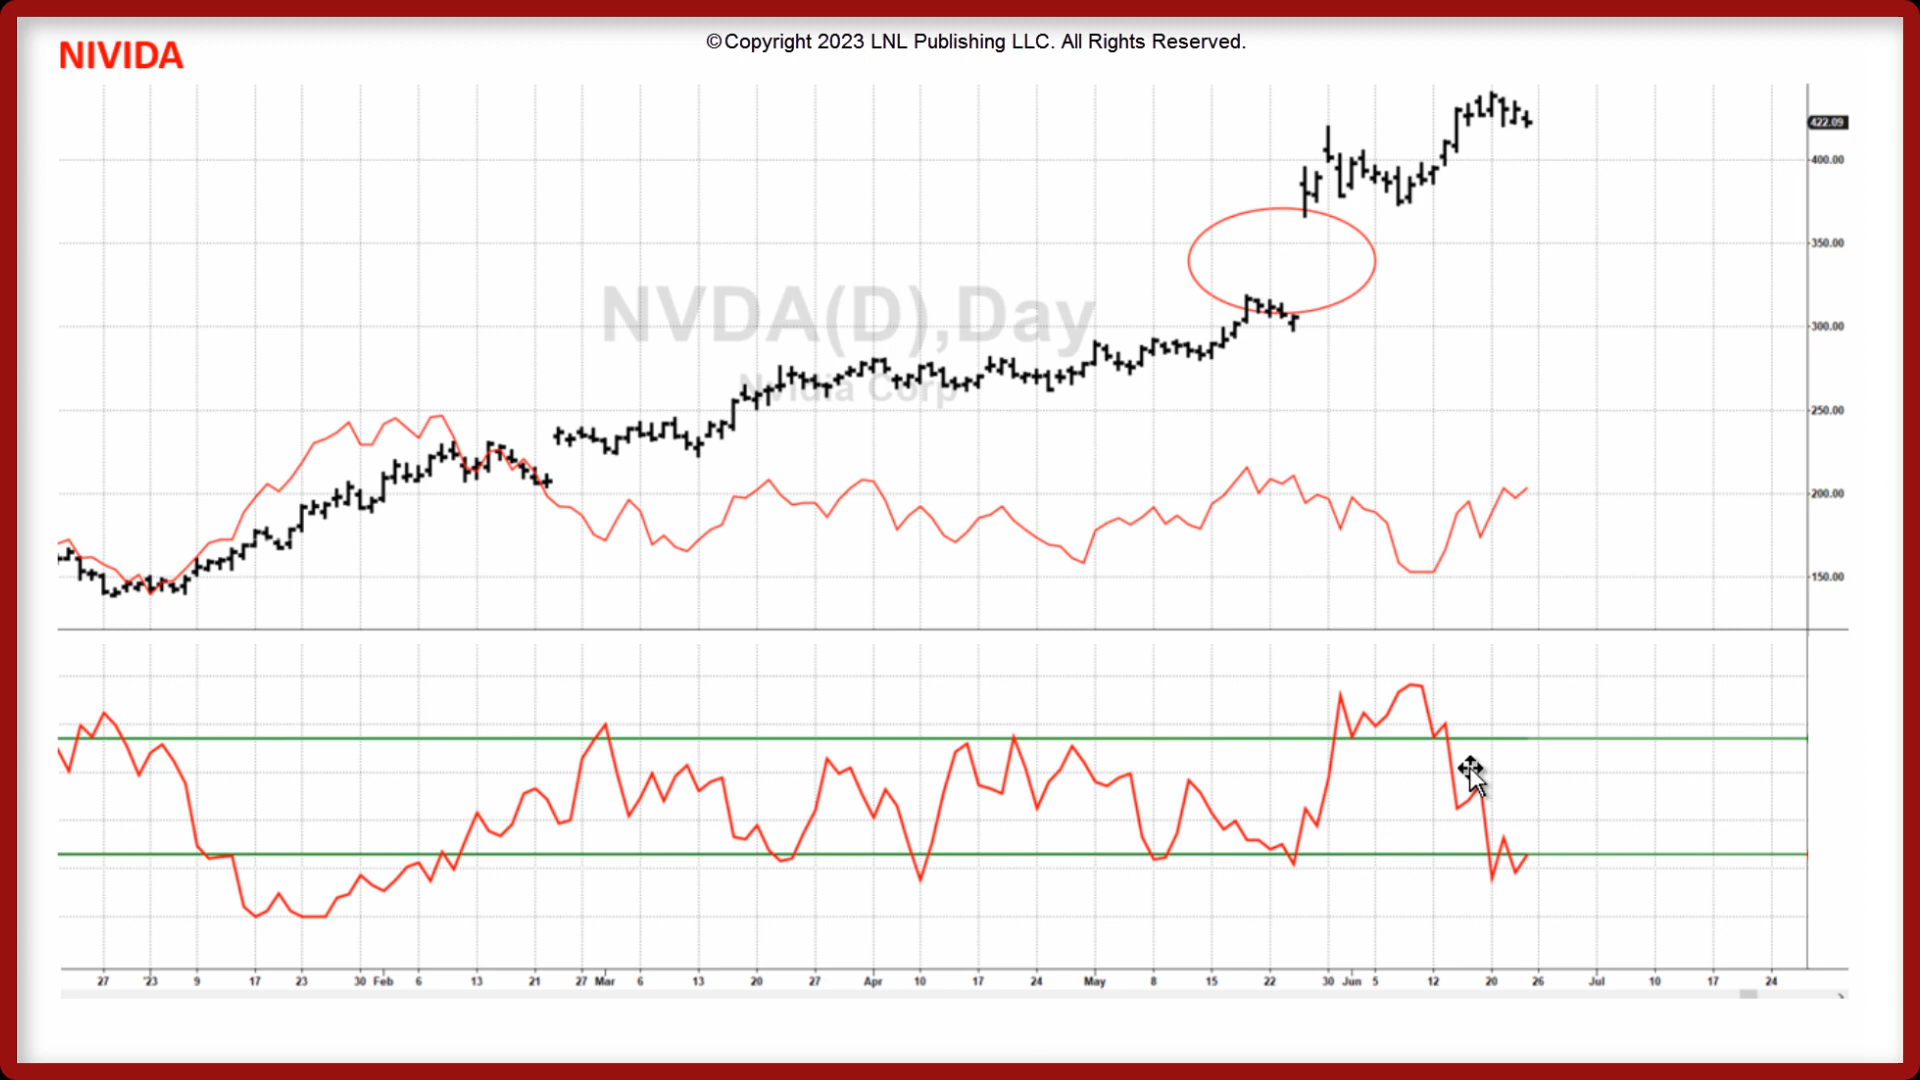 ©Copyright 2023 LNL Publishing LLC. All Rights Reserved.
NIVIDA
422.09
400.00
350.00
NVDA(D),Day
300.00
Nvidia Corp
250.00
200.00
150.00
27 '23 9 17 23 30 Feb 6 13 21 27 Mar 6 13 20 27 Apr 10 17 24 May 8 15 22 30 Jun 5 12 20 26 Jul 10 17 24